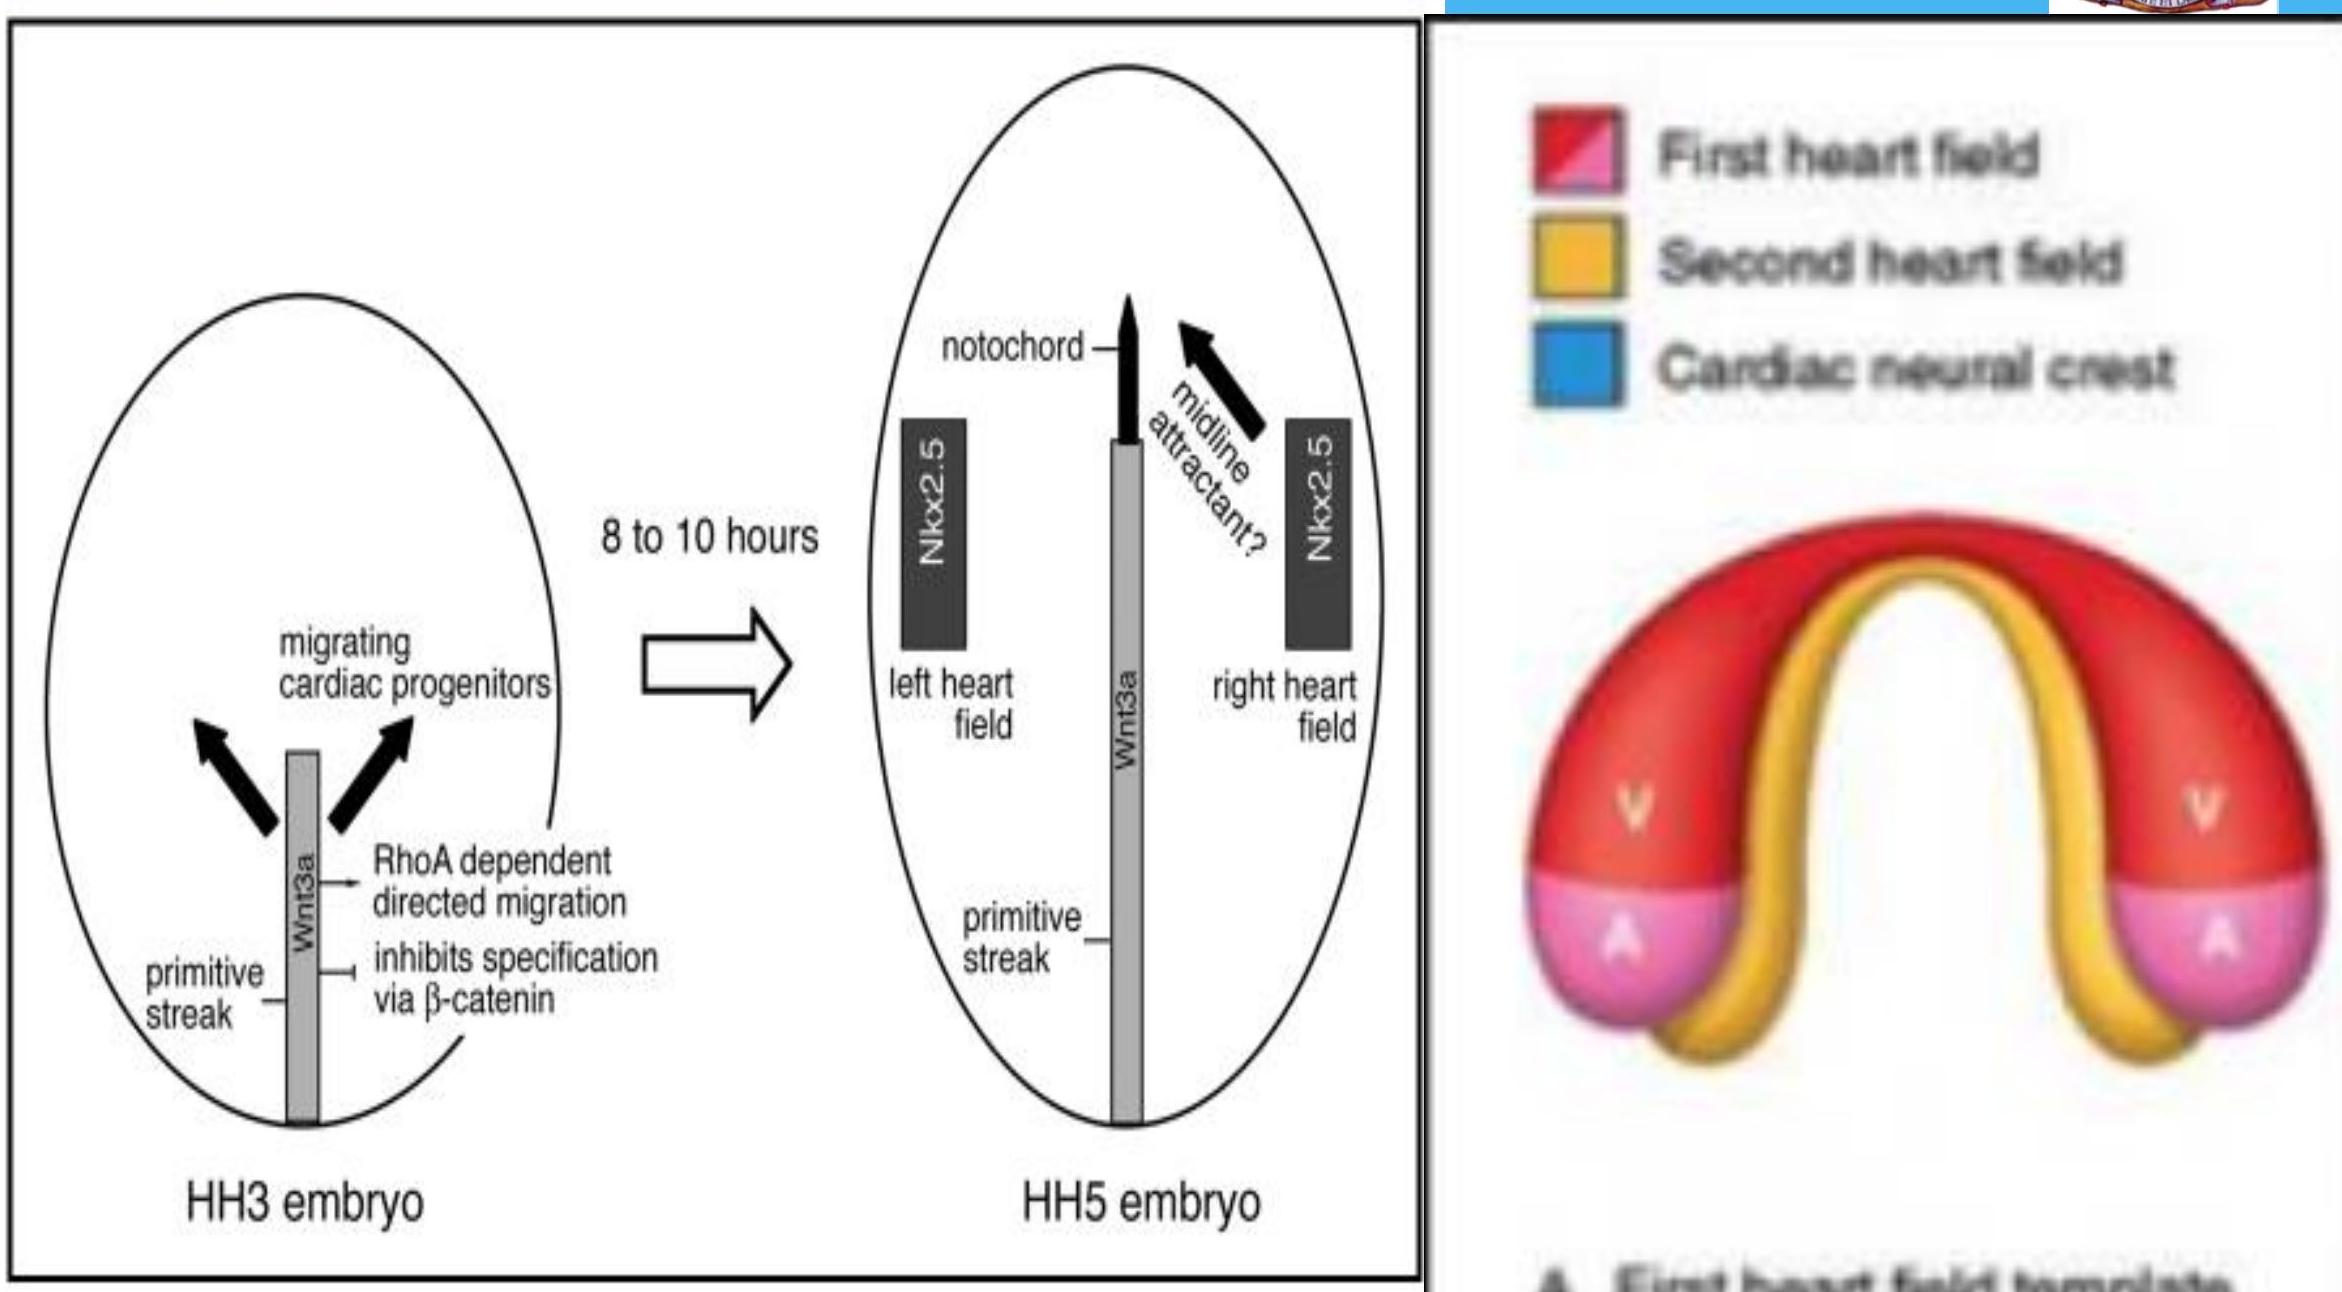 migrating
cardiac progenitors
Wnt3a
RhoA dependent
directed migration
inhibits specification
via β-catenin
primitive
streak
HH3 embryo
8 to 10 hours
notochord
midline
attractant?
Nkx2.5
Nkx2.5
left heart
field
right heart
field
Wnt3a
primitive
streak
HH5 embryo
First heart field
Second heart field
Cardiac neural crest
V
V
A
A
A First heart field template